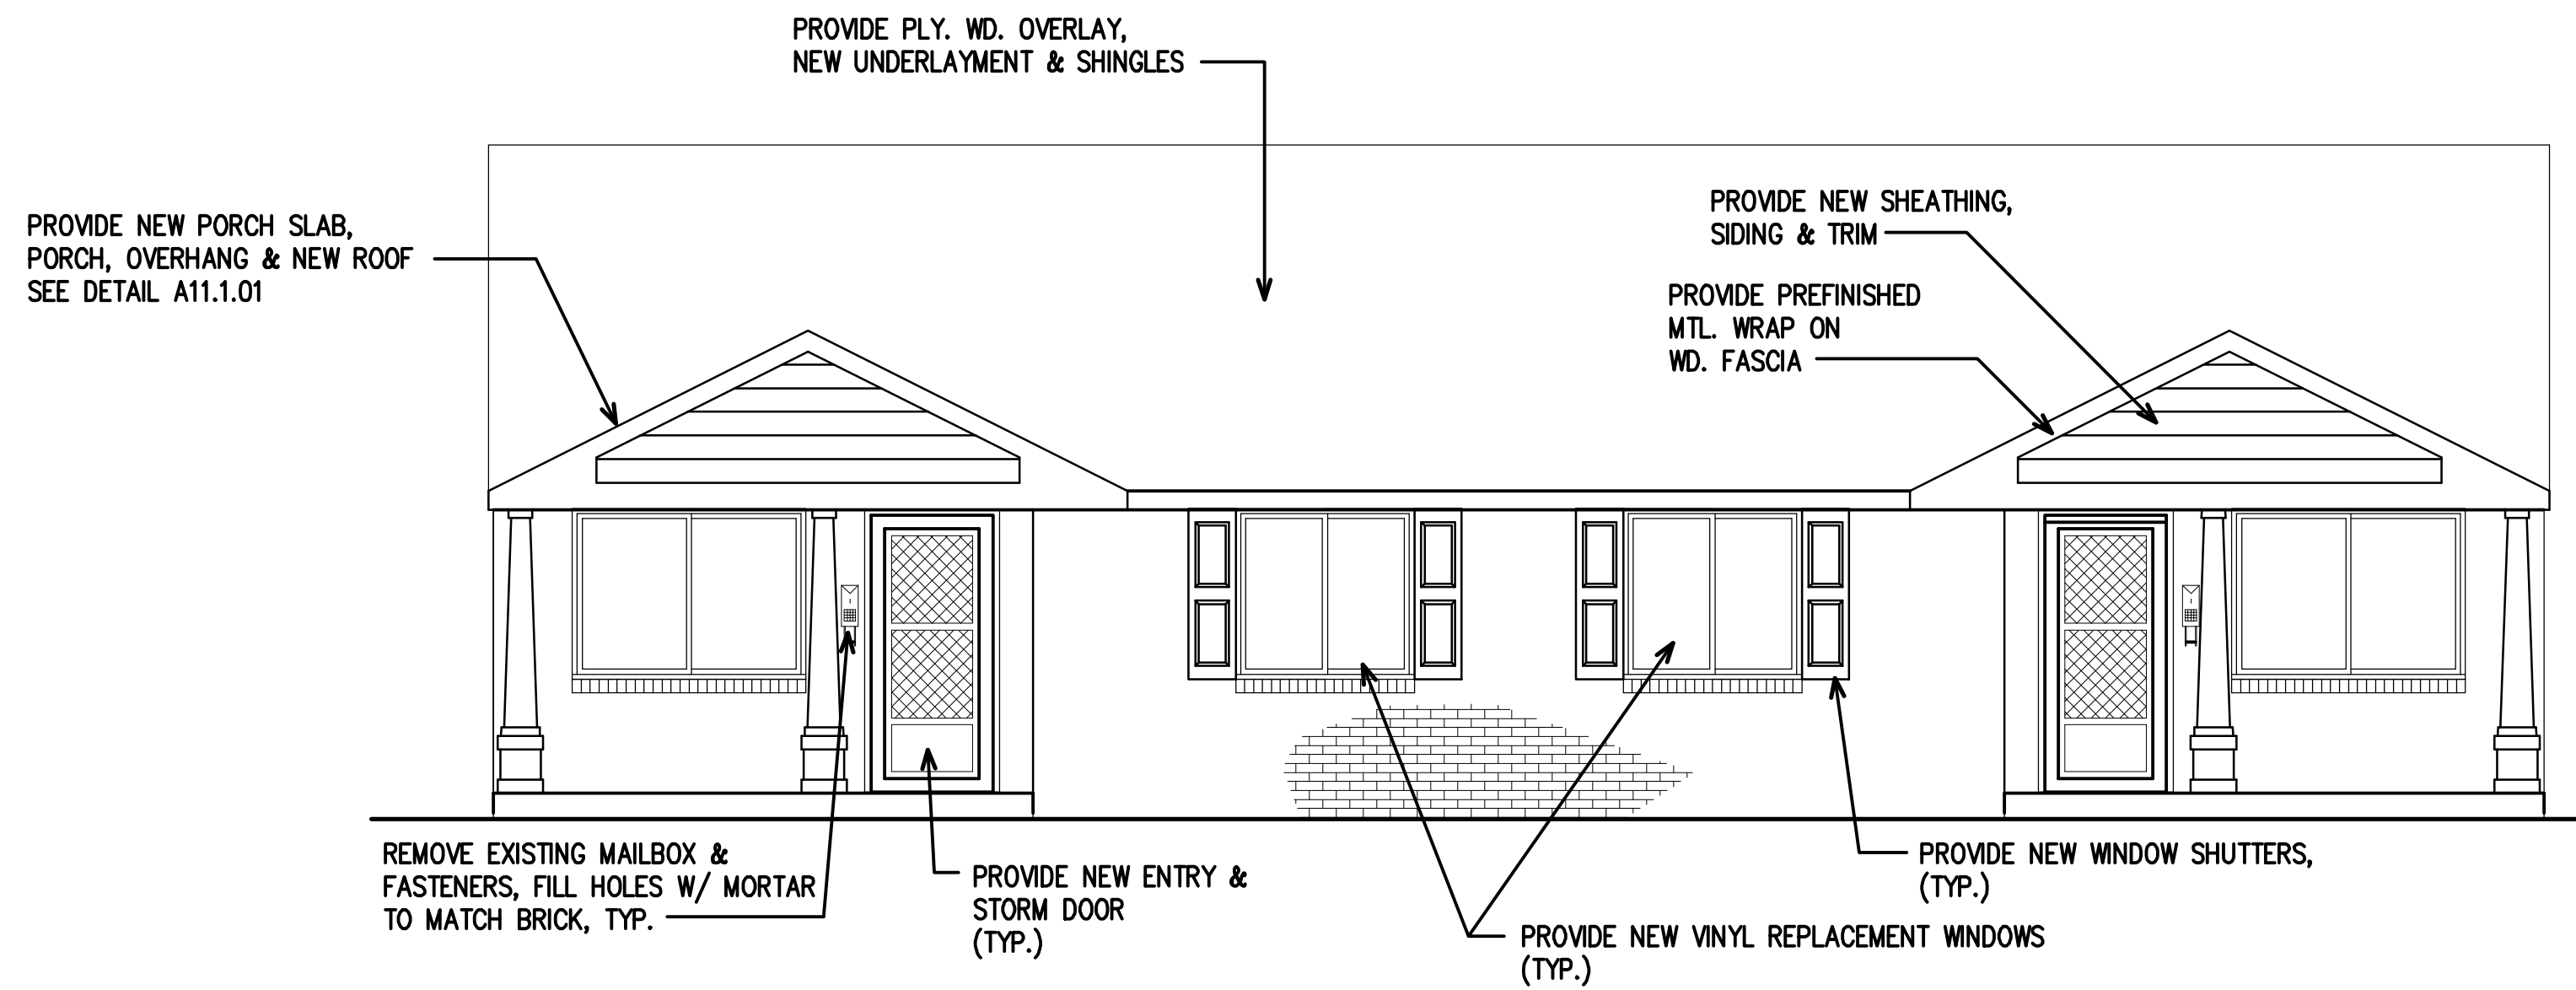 PROVIDE PLY. WD. OVERLAY,
NEW UNDERLAYMENT & SHINGLES
PROVIDE NEW PORCH SLAB,
PORCH, OVERHANG & NEW ROOF
SEE DETAIL A11.1.01
PROVIDE NEW SHEATHING,
SIDING & TRIM
PROVIDE PREFINISHED
MTL. WRAP ON
WD. FASCIA
REMOVE EXISTING MAILBOX &
FASTENERS, FILL HOLES W/ MORTAR
TO MATCH BRICK, TYP.
PROVIDE NEW ENTRY &
STORM DOOR
(TYP.)
PROVIDE NEW VINYL REPLACEMENT WINDOWS
(TYP.)
PROVIDE NEW WINDOW SHUTTERS,
(TYP.)